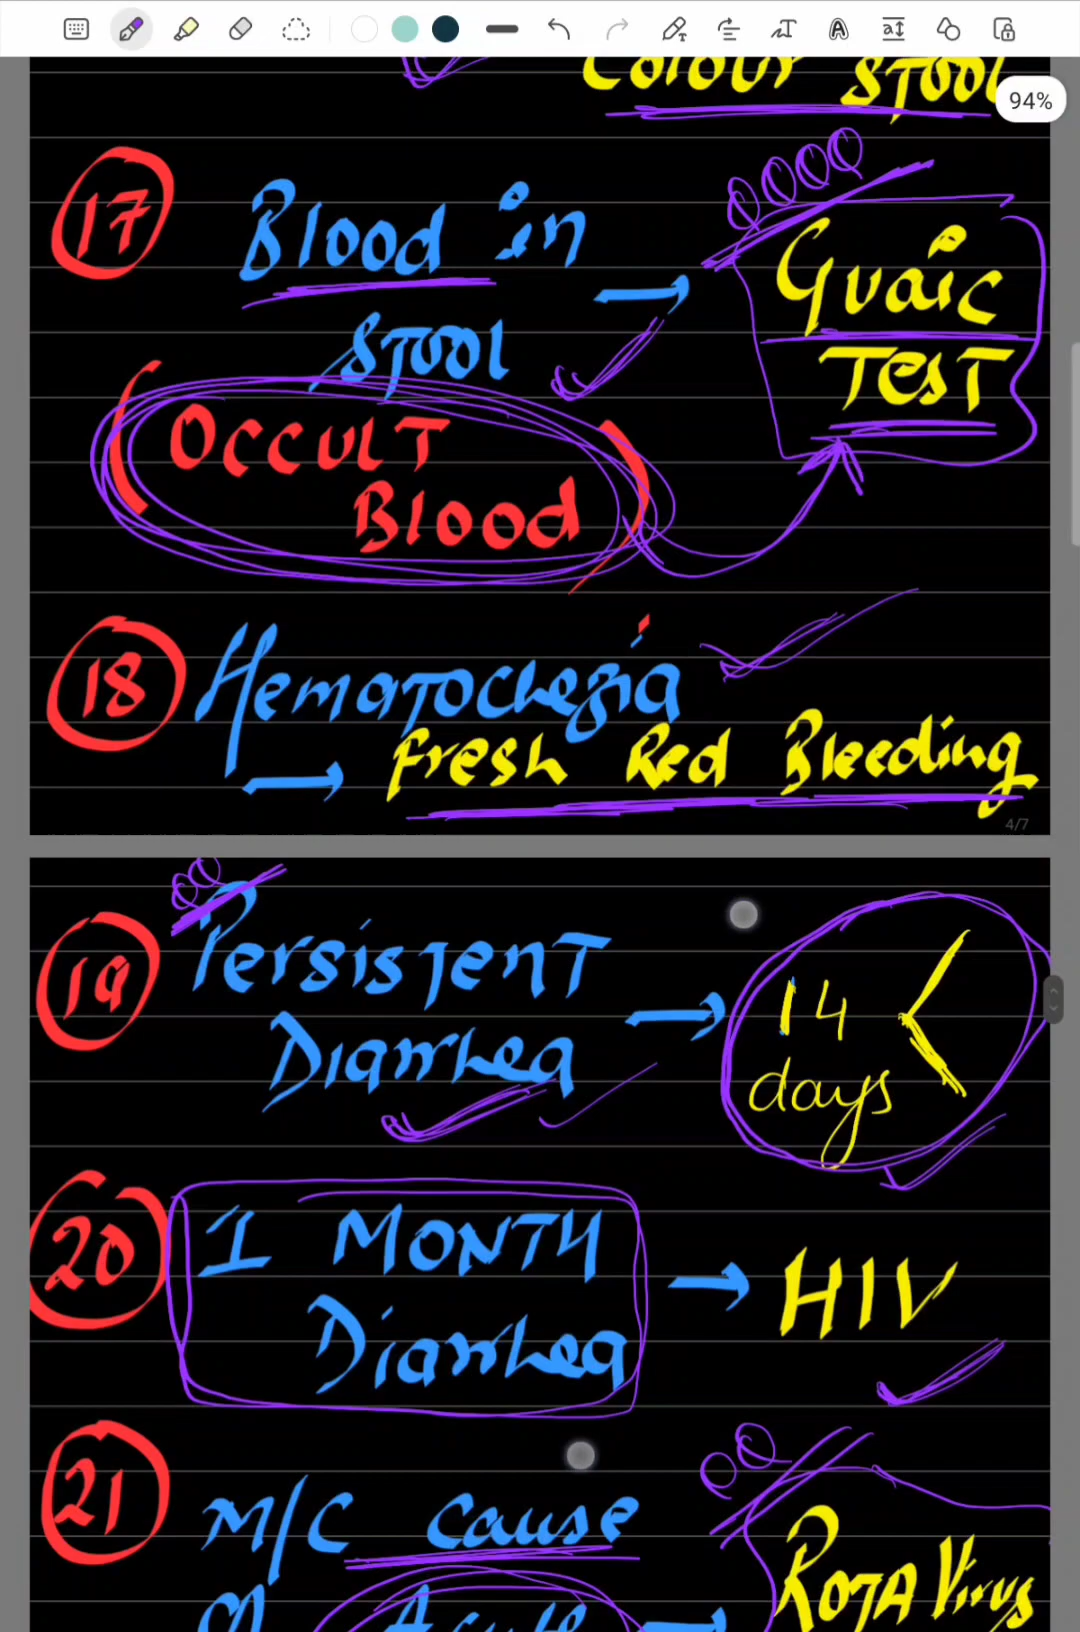 Colour Stool
94%
17 Blood in Stool → Guaic Test
(Occult Blood)
18 Hematochezia
→ Fresh Red Bleeding
4/7
19 Persistent Diarrhea → 14 days <
20 1 Month Diarrhea → HIV
21 M/C Cause
Acute → Rota Virus